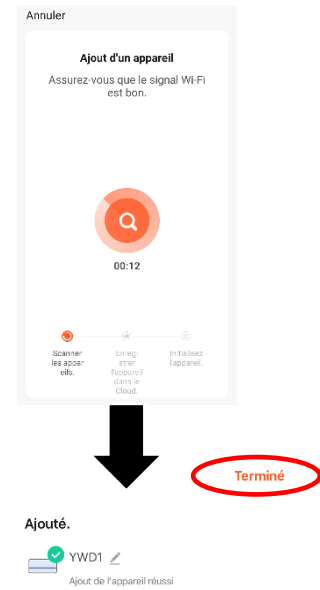 Annuler
Ajout d'un appareil
Assurez-vous que le signal Wi-Fi
est bon.
00:12
Scanner
les appar
eils.
Enregi
strer
l'appareil
dans le
Cloud.
Initialisez
l'appareil.
Terminé
Ajouté.
YWD1
Ajout de l'appareil réussi